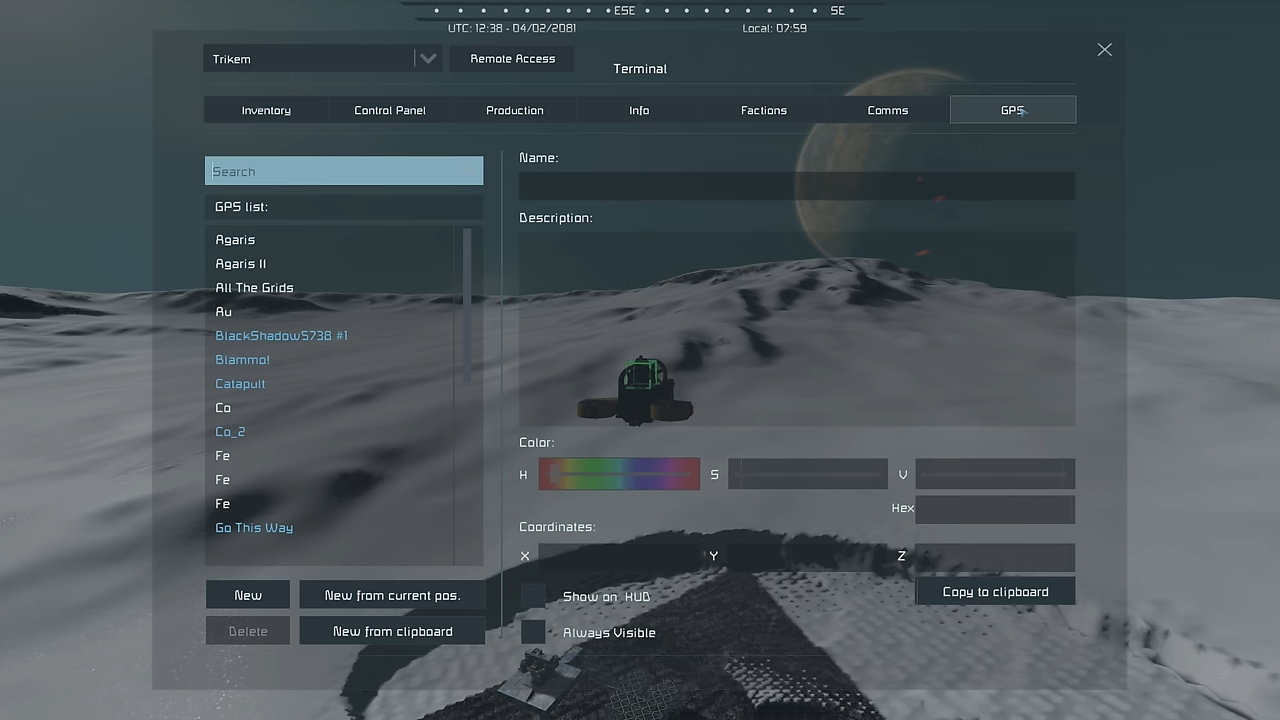 ESE SE
UTC: 12:38 - 04/02/2081 Local: 07:59
Trikem Remote Access
Terminal
Inventory Control Panel Production Info Factions Comms GPS
Search
GPS list:
Agaris
Agaris II
All The Grids
Au
BlackShadow5738 #1
Blammo!
Catapult
Co
Co_2
Fe
Fe
Fe
Go This Way
New New from current pos.
Delete New from clipboard
Name:
Description:
Color:
H S V
Hex
Coordinates:
X Y Z
Copy to clipboard
Show on HUD
Always Visible